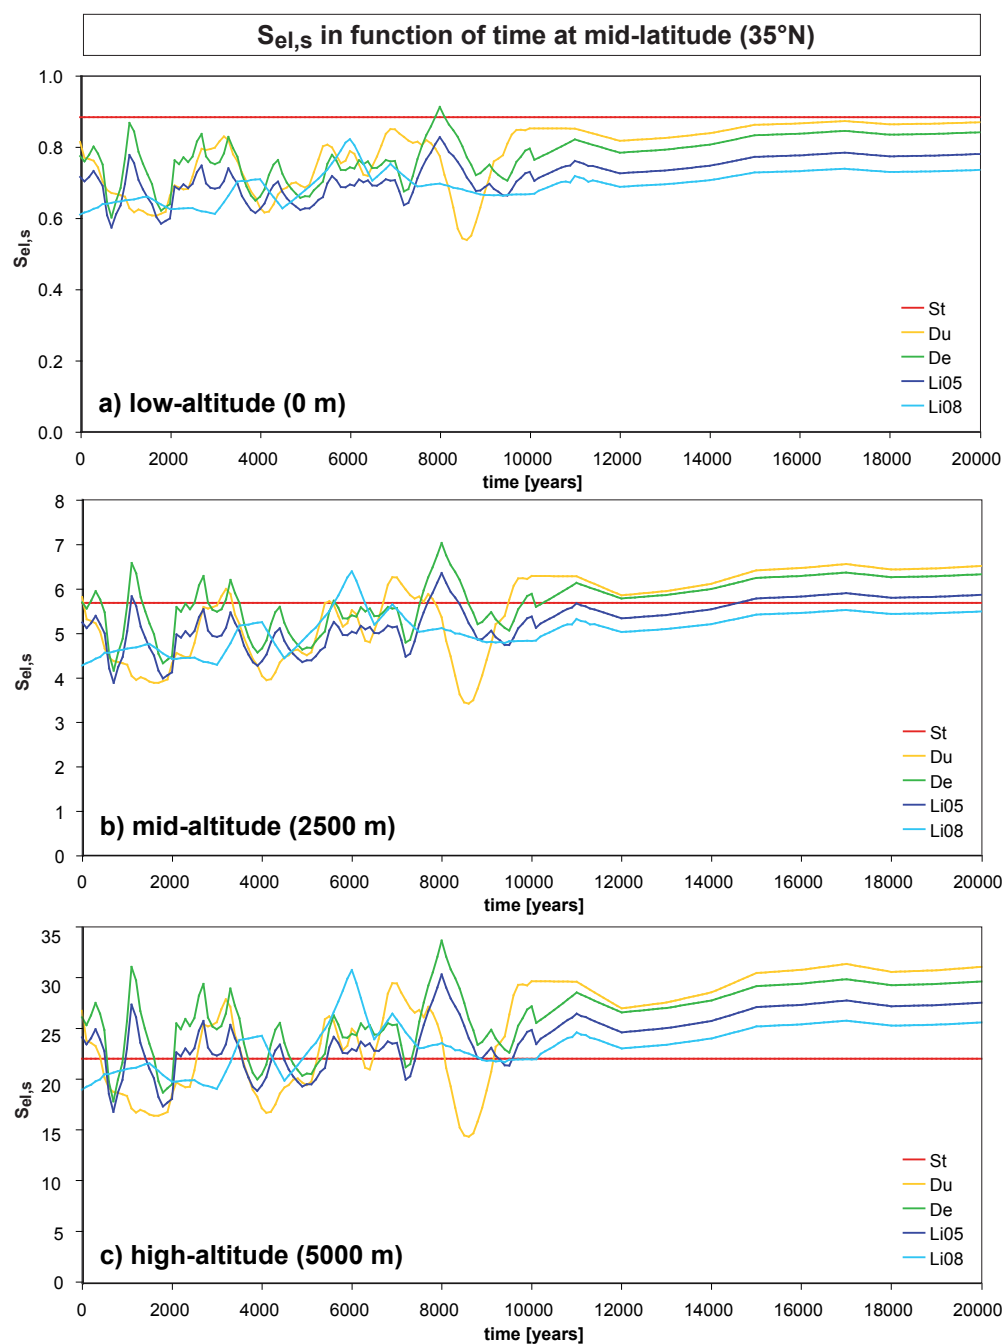 Sel,s in function of time at mid-latitude (35°N)
1.0
0.8
0.6
0.4
0.2
0.0
Sel,s
St
Du
De
Li05
Li08
a) low-altitude (0 m)
0 2000 4000 6000 8000 10000 12000 14000 16000 18000 20000
time [years]
8
7
6
5
4
3
2
1
0
Sel,s
St
Du
De
Li05
Li08
b) mid-altitude (2500 m)
0 2000 4000 6000 8000 10000 12000 14000 16000 18000 20000
time [years]
35
30
25
20
15
10
5
0
Sel,s
St
Du
De
Li05
Li08
c) high-altitude (5000 m)
0 2000 4000 6000 8000 10000 12000 14000 16000 18000 20000
time [years]